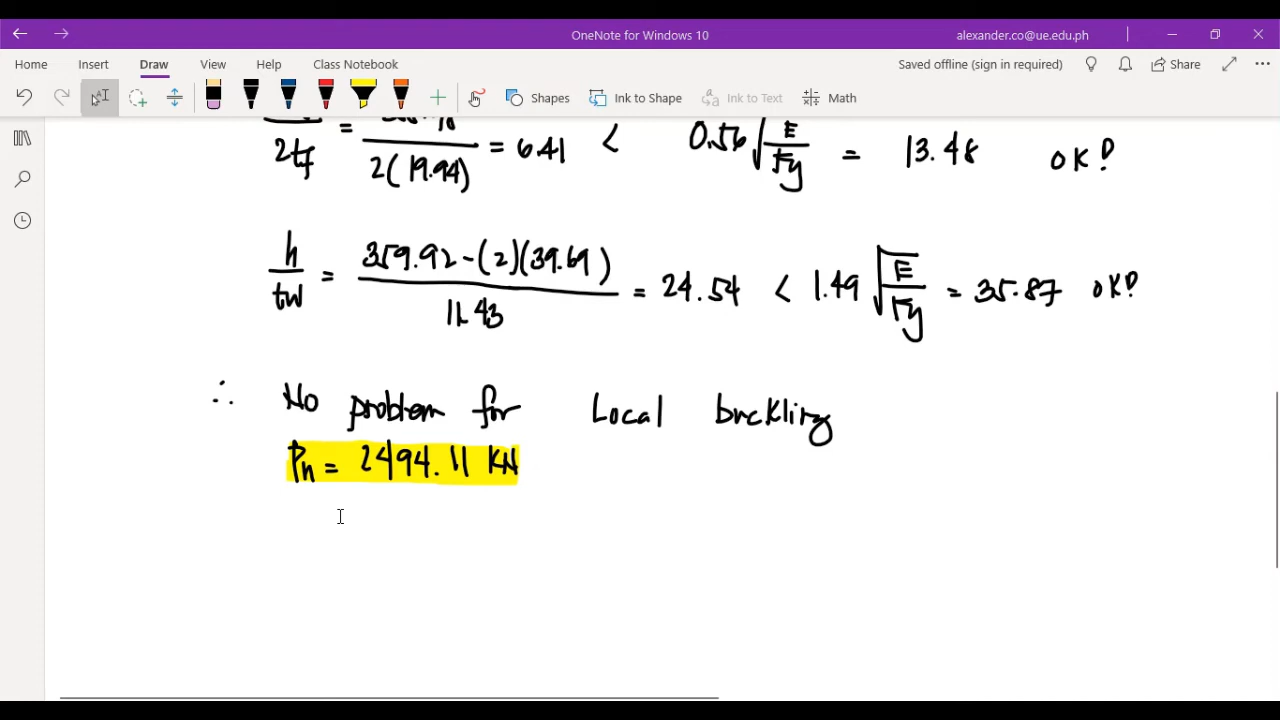 OneNote for Windows 10
alexander.co@ue.edu.ph
Home Insert Draw View Help Class Notebook
Saved offline (sign in required)
Share
Shapes Ink to Shape Ink to Text Math
2tf = 2(19.94) = 6.41 < 0.56√E/Fy = 13.48 OK!
h/tw = 359.92-(2)(39.69)/11.43 = 24.54 < 1.49 √E/Fy = 35.87 OK!
∴ No problem for Local buckling
Pn = 2494.11 KN